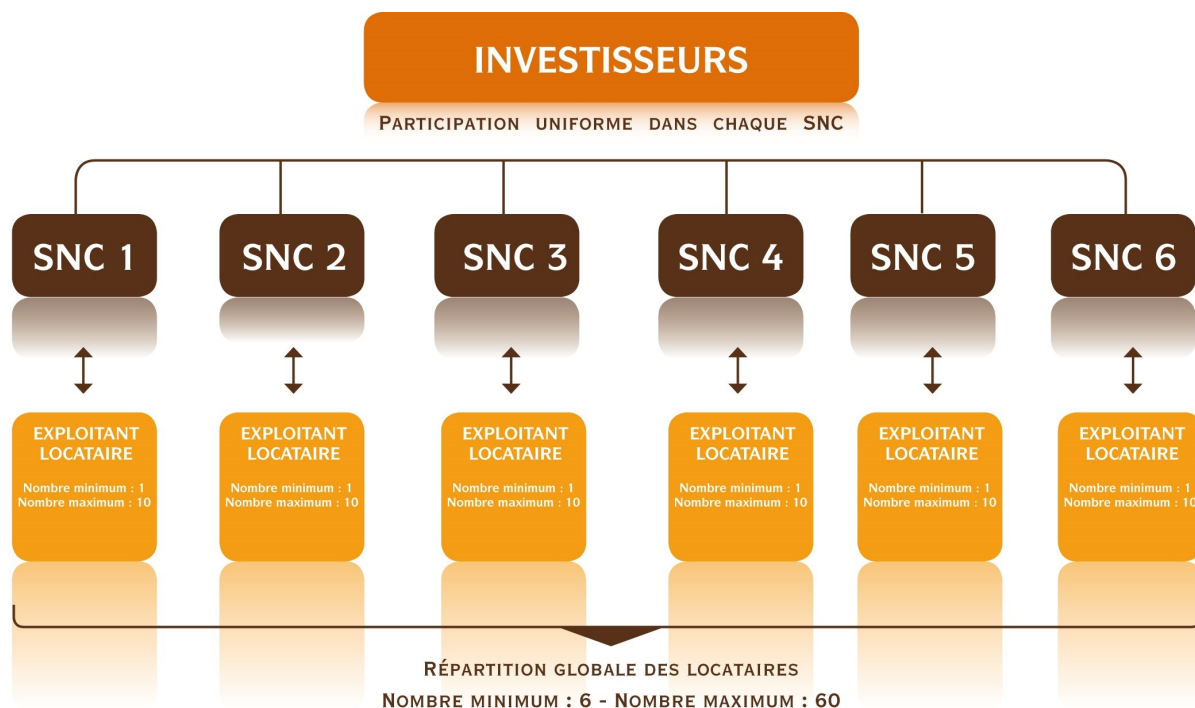 INVESTISSEURS
PARTICIPATION UNIFORME DANS CHAQUE SNC
SNC 1
SNC 2
SNC 3
SNC 4
SNC 5
SNC 6
EXPLOITANT
LOCATAIRE
Nombre minimum : 1
Nombre maximum : 10
EXPLOITANT
LOCATAIRE
Nombre minimum : 1
Nombre maximum : 10
EXPLOITANT
LOCATAIRE
Nombre minimum : 1
Nombre maximum : 10
EXPLOITANT
LOCATAIRE
Nombre minimum : 1
Nombre maximum : 10
EXPLOITANT
LOCATAIRE
Nombre minimum : 1
Nombre maximum : 10
EXPLOITANT
LOCATAIRE
Nombre minimum : 1
Nombre maximum : 10
RÉPARTITION GLOBALE DES LOCATAIRES
NOMBRE MINIMUM : 6 - NOMBRE MAXIMUM : 60